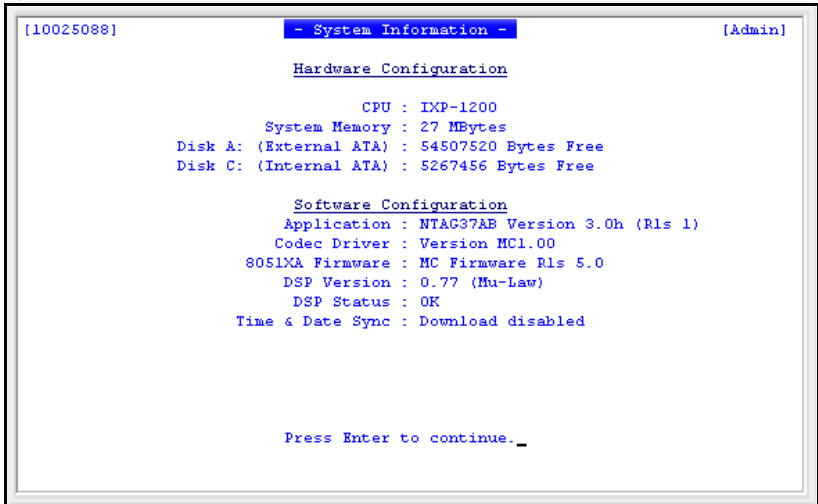 [10025088] - System Information - [Admin]
Hardware Configuration
CPU : IXP-1200
System Memory : 27 MBytes
Disk A: (External ATA) : 54507520 Bytes Free
Disk C: (Internal ATA) : 5267456 Bytes Free
Software Configuration
Application : NTAG37AB Version 3.0h (Rls 1)
Codec Driver : Version MC1.00
8051XA Firmware : MC Firmware Rls 5.0
DSP Version : 0.77 (Mu-Law)
DSP Status : OK
Time & Date Sync : Download disabled
Press Enter to continue._